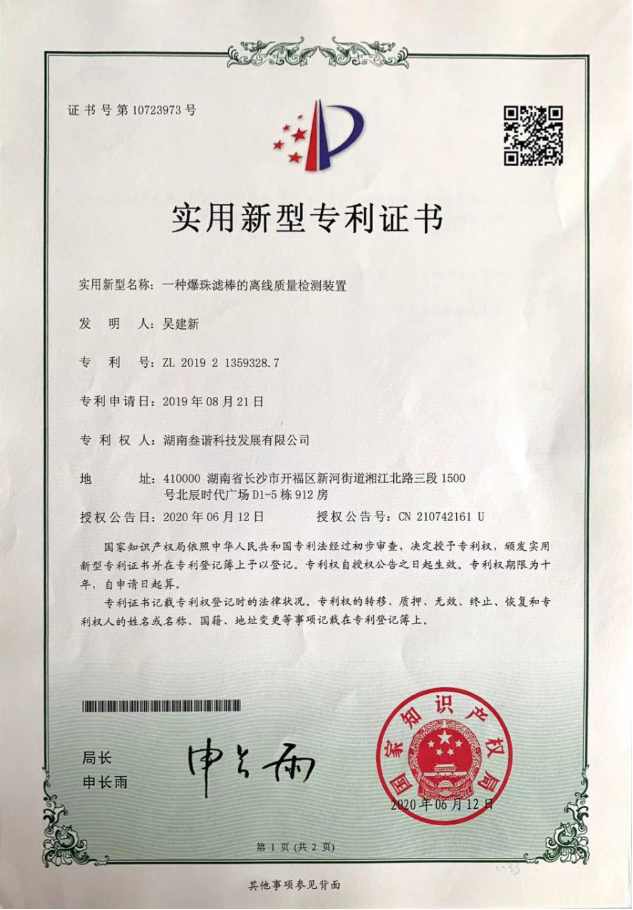 证书号第10723973号
实用新型专利证书
实用新型名称：一种爆珠滤棒的离线质量检测装置
发明人：吴建新
专利号：ZL 2019 2 1359328.7
专利申请日：2019年08月21日
专利权人：湖南叁谐科技发展有限公司
地址：410000 湖南省长沙市开福区新河街道湘江北路三段1500
号北辰时代广场D1-5栋912房
授权公告日：2020年06月12日 授权公告号：CN 210742161 U
国家知识产权局依照中华人民共和国专利法经过初步审查，决定授予专利权，颁发实用
新型专利证书并在专利登记簿上予以登记。专利权自授权公告之日起生效。专利权期限为十
年，自申请日起算。
专利证书记载专利权登记时的法律状况。专利权的转移、质押、无效、终止、恢复和专
利权人的姓名或名称、国籍、地址变更等事项记载在专利登记簿上。
局长
申长雨
申长雨
国家知识产权局
2020年06月12日
第1页(共2页)
其他事项参见背面